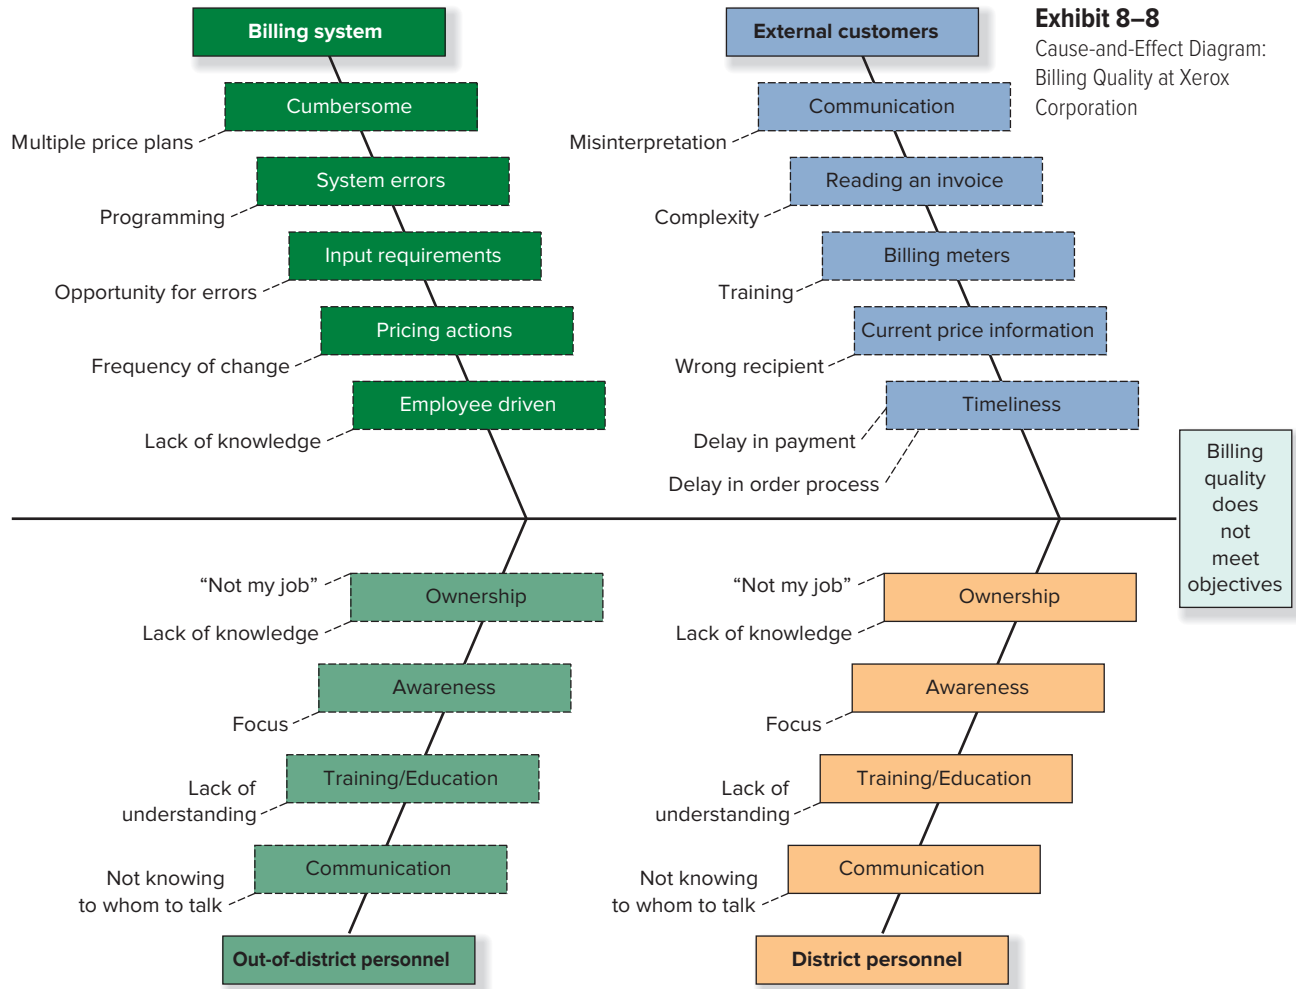 Billing system
External customers
Exhibit 8–8
Cause-and-Effect Diagram:
Billing Quality at Xerox
Corporation
Cumbersome
Multiple price plans
System errors
Programming
Input requirements
Opportunity for errors
Pricing actions
Frequency of change
Employee driven
Lack of knowledge
Communication
Misinterpretation
Reading an invoice
Complexity
Billing meters
Training
Current price information
Wrong recipient
Timeliness
Delay in payment
Delay in order process
Billing
quality
does
not
meet
objectives
“Not my job”
Ownership
Lack of knowledge
Awareness
Focus
Training/Education
Lack of
understanding
Communication
Not knowing
to whom to talk
Out-of-district personnel
“Not my job”
Ownership
Lack of knowledge
Awareness
Focus
Training/Education
Lack of
understanding
Communication
Not knowing
to whom to talk
District personnel